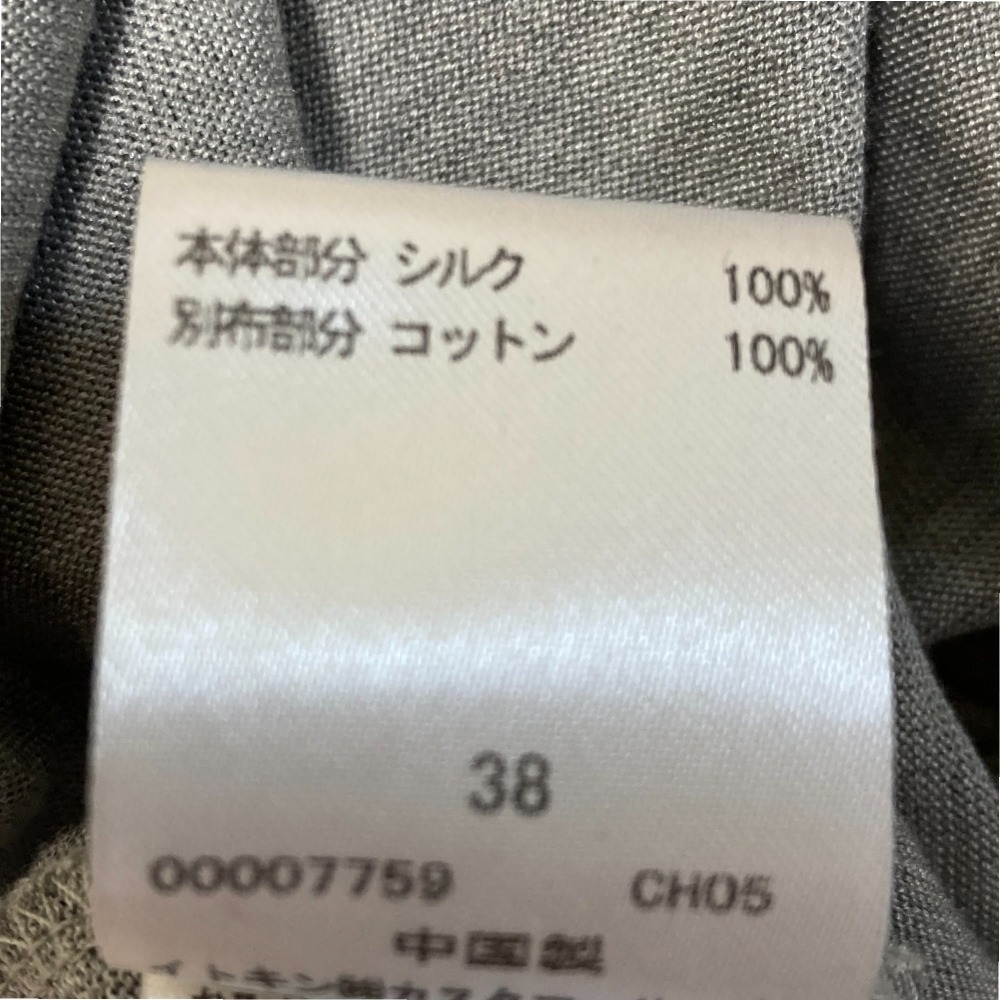 本体部分 シルク 100%
別布部分 コットン 100%
38
00007759 CH05
中国製